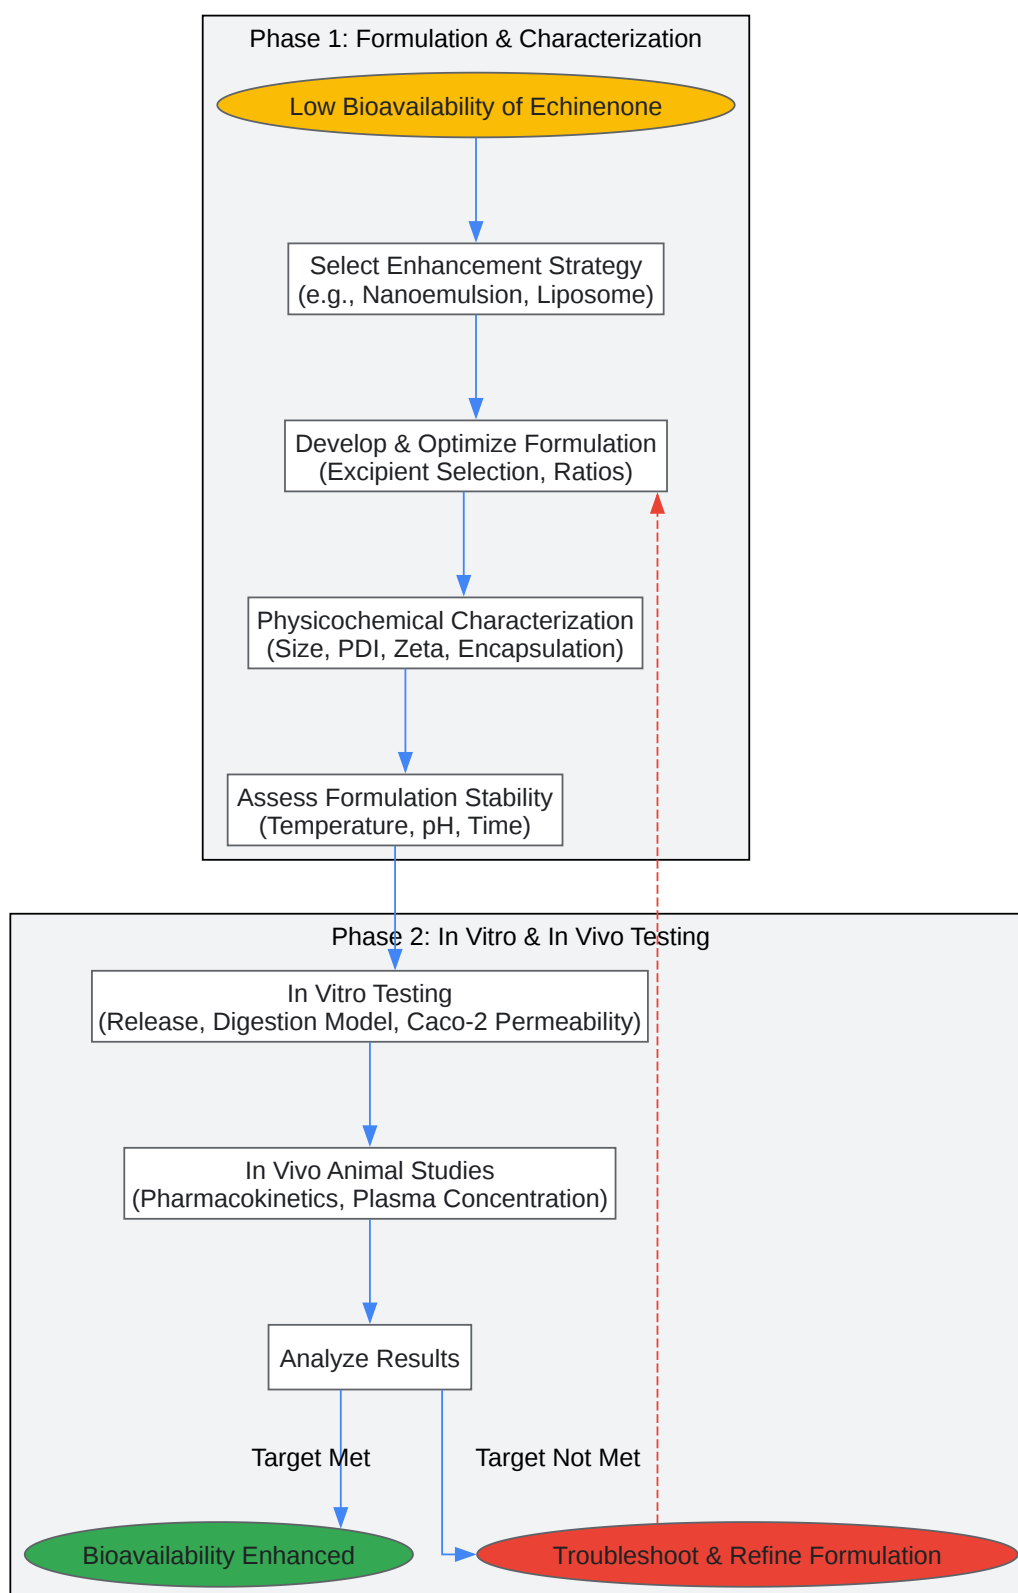 Phase 1: Formulation & Characterization
Low Bioavailability of Echinenone
Select Enhancement Strategy
(e.g., Nanoemulsion, Liposome)
Develop & Optimize Formulation
(Excipient Selection, Ratios)
Physicochemical Characterization
(Size, PDI, Zeta, Encapsulation)
Assess Formulation Stability
(Temperature, pH, Time)
Phase 2: In Vitro & In Vivo Testing
In Vitro Testing
(Release, Digestion Model, Caco-2 Permeability)
In Vivo Animal Studies
(Pharmacokinetics, Plasma Concentration)
Analyze Results
Target Met
Target Not Met
Bioavailability Enhanced
Troubleshoot & Refine Formulation